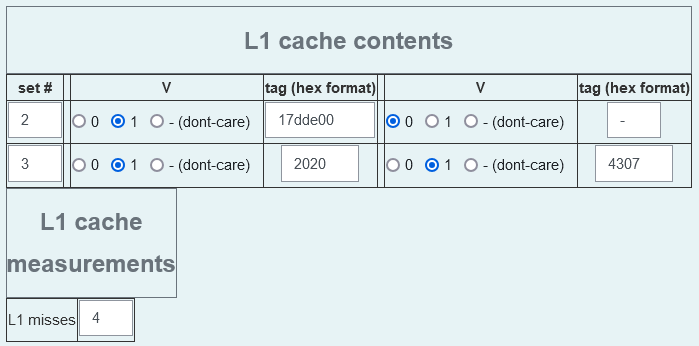 L1 cache contents
set # V tag (hex format) V tag (hex format)
2 0 1 - (dont-care) 17dde00 0 1 - (dont-care) -
3 0 1 - (dont-care) 2020 0 1 - (dont-care) 4307
L1 cache
measurements
L1 misses 4